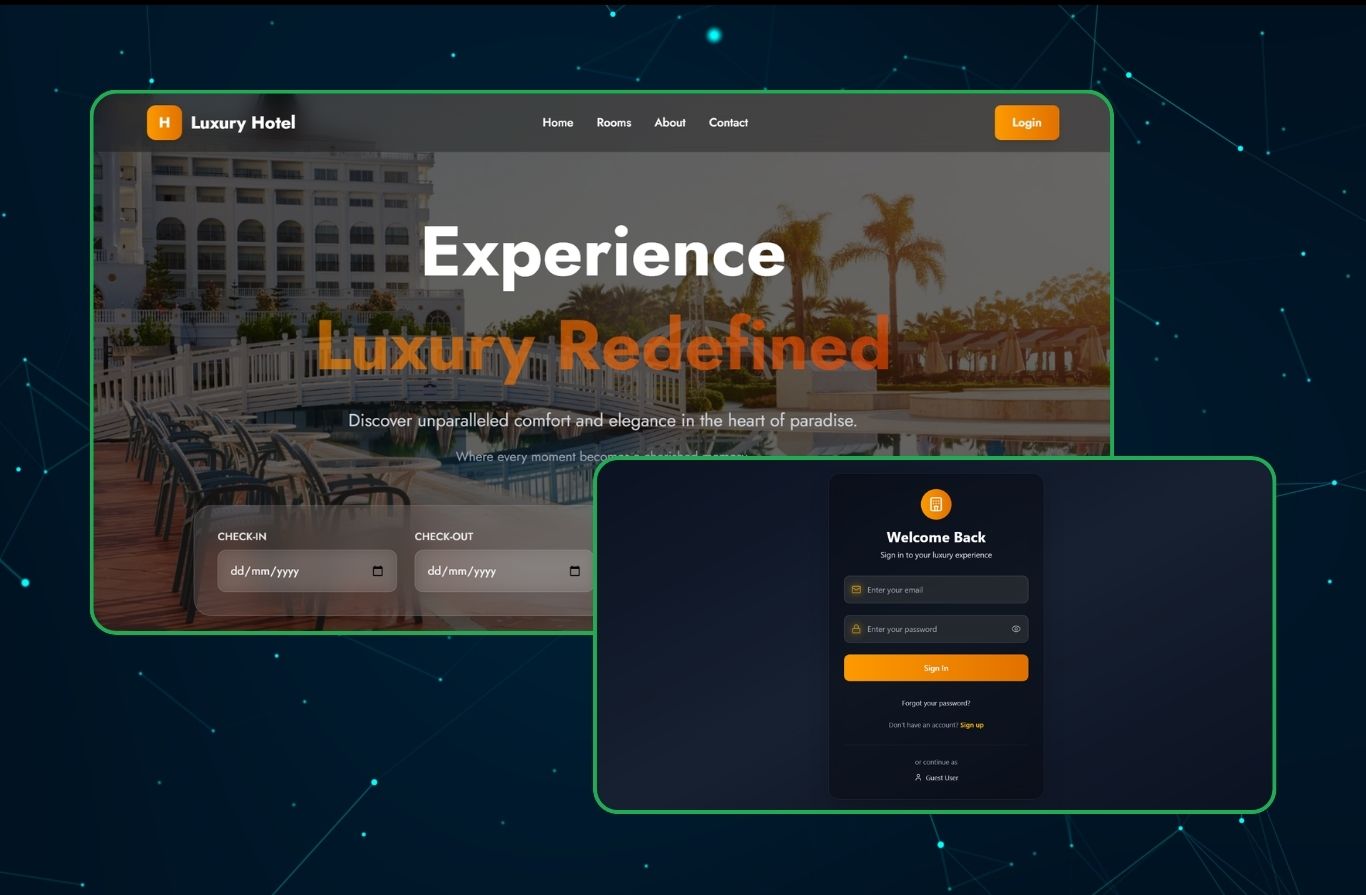 H Luxury Hotel
Home Rooms About Contact
Login
Experience
Luxury Redefined
Discover unparalleled comfort and elegance in the heart of paradise.
Where every moment becomes a cherished memory
CHECK-IN CHECK-OUT
dd/mm/yyyy dd/mm/yyyy
Welcome Back
Sign in to your luxury experience
Enter your email
Enter your password
Sign In
Forgot your password?
Don't have an account? Sign up
or continue as
Guest User